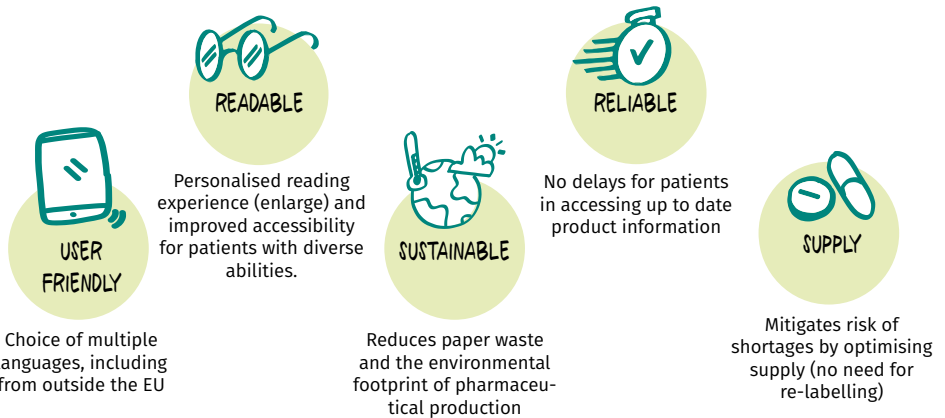 USER
FRIENDLY
Choice of multiple
languages, including
from outside the EU
READABLE
Personalised reading
experience (enlarge) and
improved accessibility
for patients with diverse
abilities.
SUSTAINABLE
Reduces paper waste
and the environmental
footprint of pharmaceu-
tical production
RELIABLE
No delays for patients
in accessing up to date
product information
SUPPLY
Mitigates risk of
shortages by optimising
supply (no need for
re-labelling)